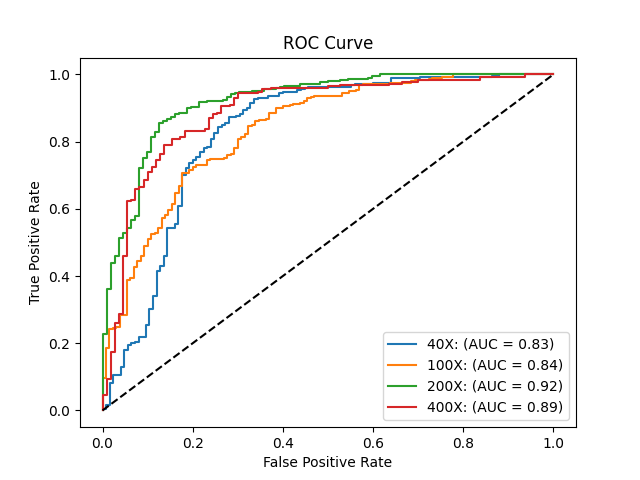 ROC Curve
True Positive Rate
1.0
0.8
0.6
0.4
0.2
0.0
40X: (AUC = 0.83)
100X: (AUC = 0.84)
200X: (AUC = 0.92)
400X: (AUC = 0.89)
0.0 0.2 0.4 0.6 0.8 1.0
False Positive Rate